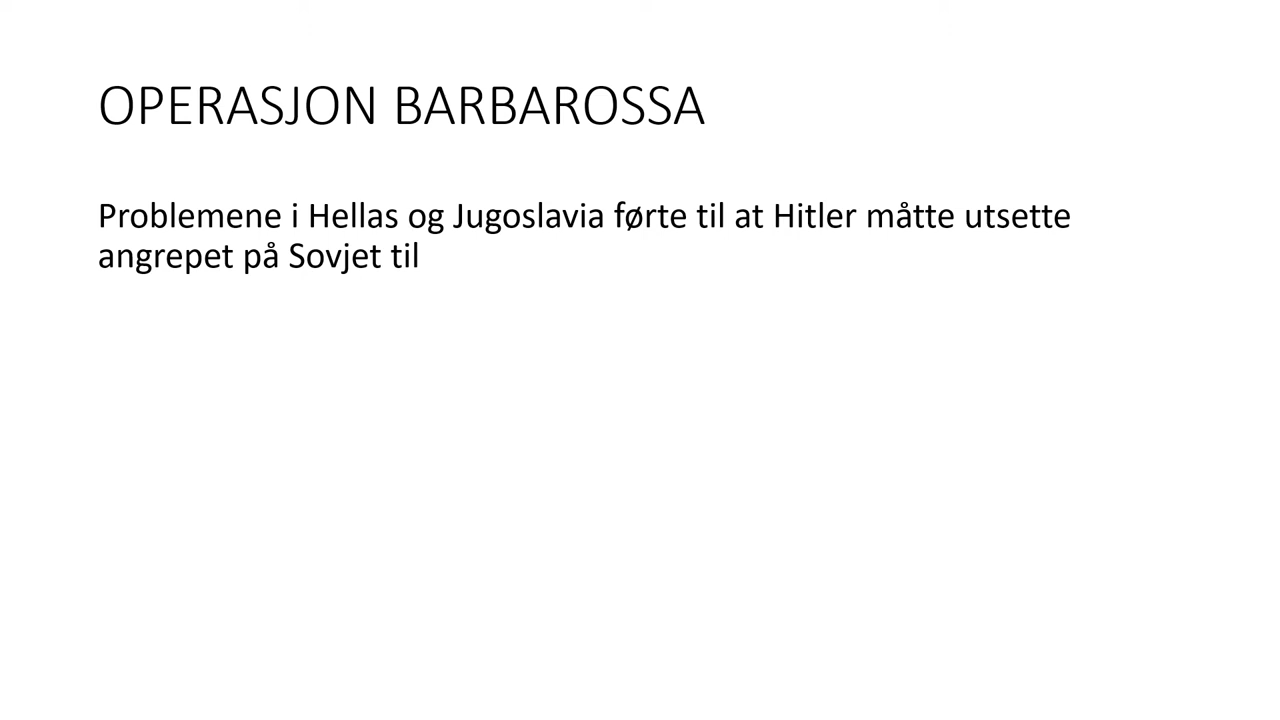 OPERASJON BARBAROSSA
Problemene i Hellas og Jugoslavia førte til at Hitler måtte utsette
angrepet på Sovjet til